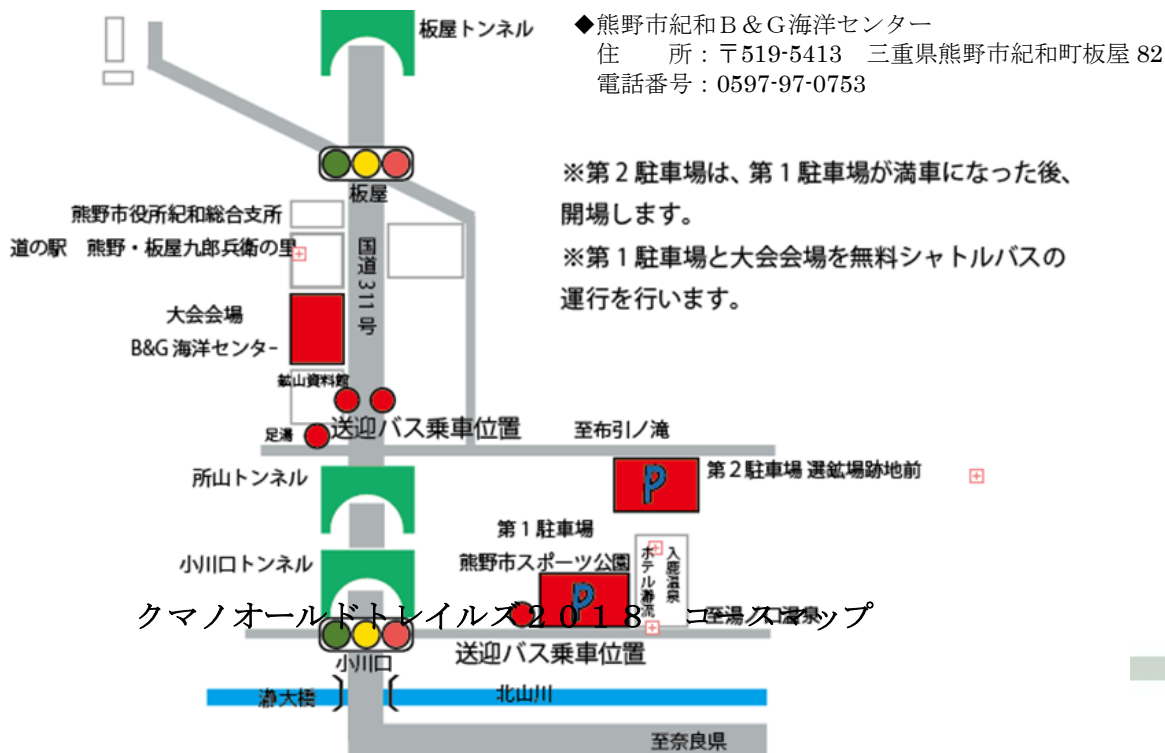 板屋トンネル
◆熊野市紀和B＆G海洋センター
住　　所：〒519-5413　三重県熊野市紀和町板屋 82
電話番号：0597-97-0753
※第 2 駐車場は、第 1 駐車場が満車になった後、
開場します。
※第 1 駐車場と大会会場を無料シャトルバスの
運行を行います。
板屋
熊野市役所紀和総合支所
道の駅　熊野・板屋九郎兵衛の里
国道 311 号
大会会場
B&G 海洋センター
鉱山資料館
送迎バス乗車位置
足湯
至布引ノ滝
所山トンネル
第 2 駐車場 選鉱場跡地前
P
第 1 駐車場
熊野市スポーツ公園
小川口トンネル
入鹿温泉
ホテル瀞流
P
クマノオールドトレイルズ２０１８　コースマップ
至湯ノ口温泉
小川口
送迎バス乗車位置
瀞大橋
北山川
至奈良県